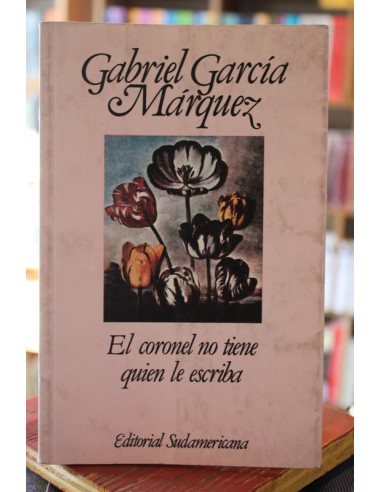 Gabriel García
Márquez
El coronel no tiene
quien le escriba
Editorial Sudamericana